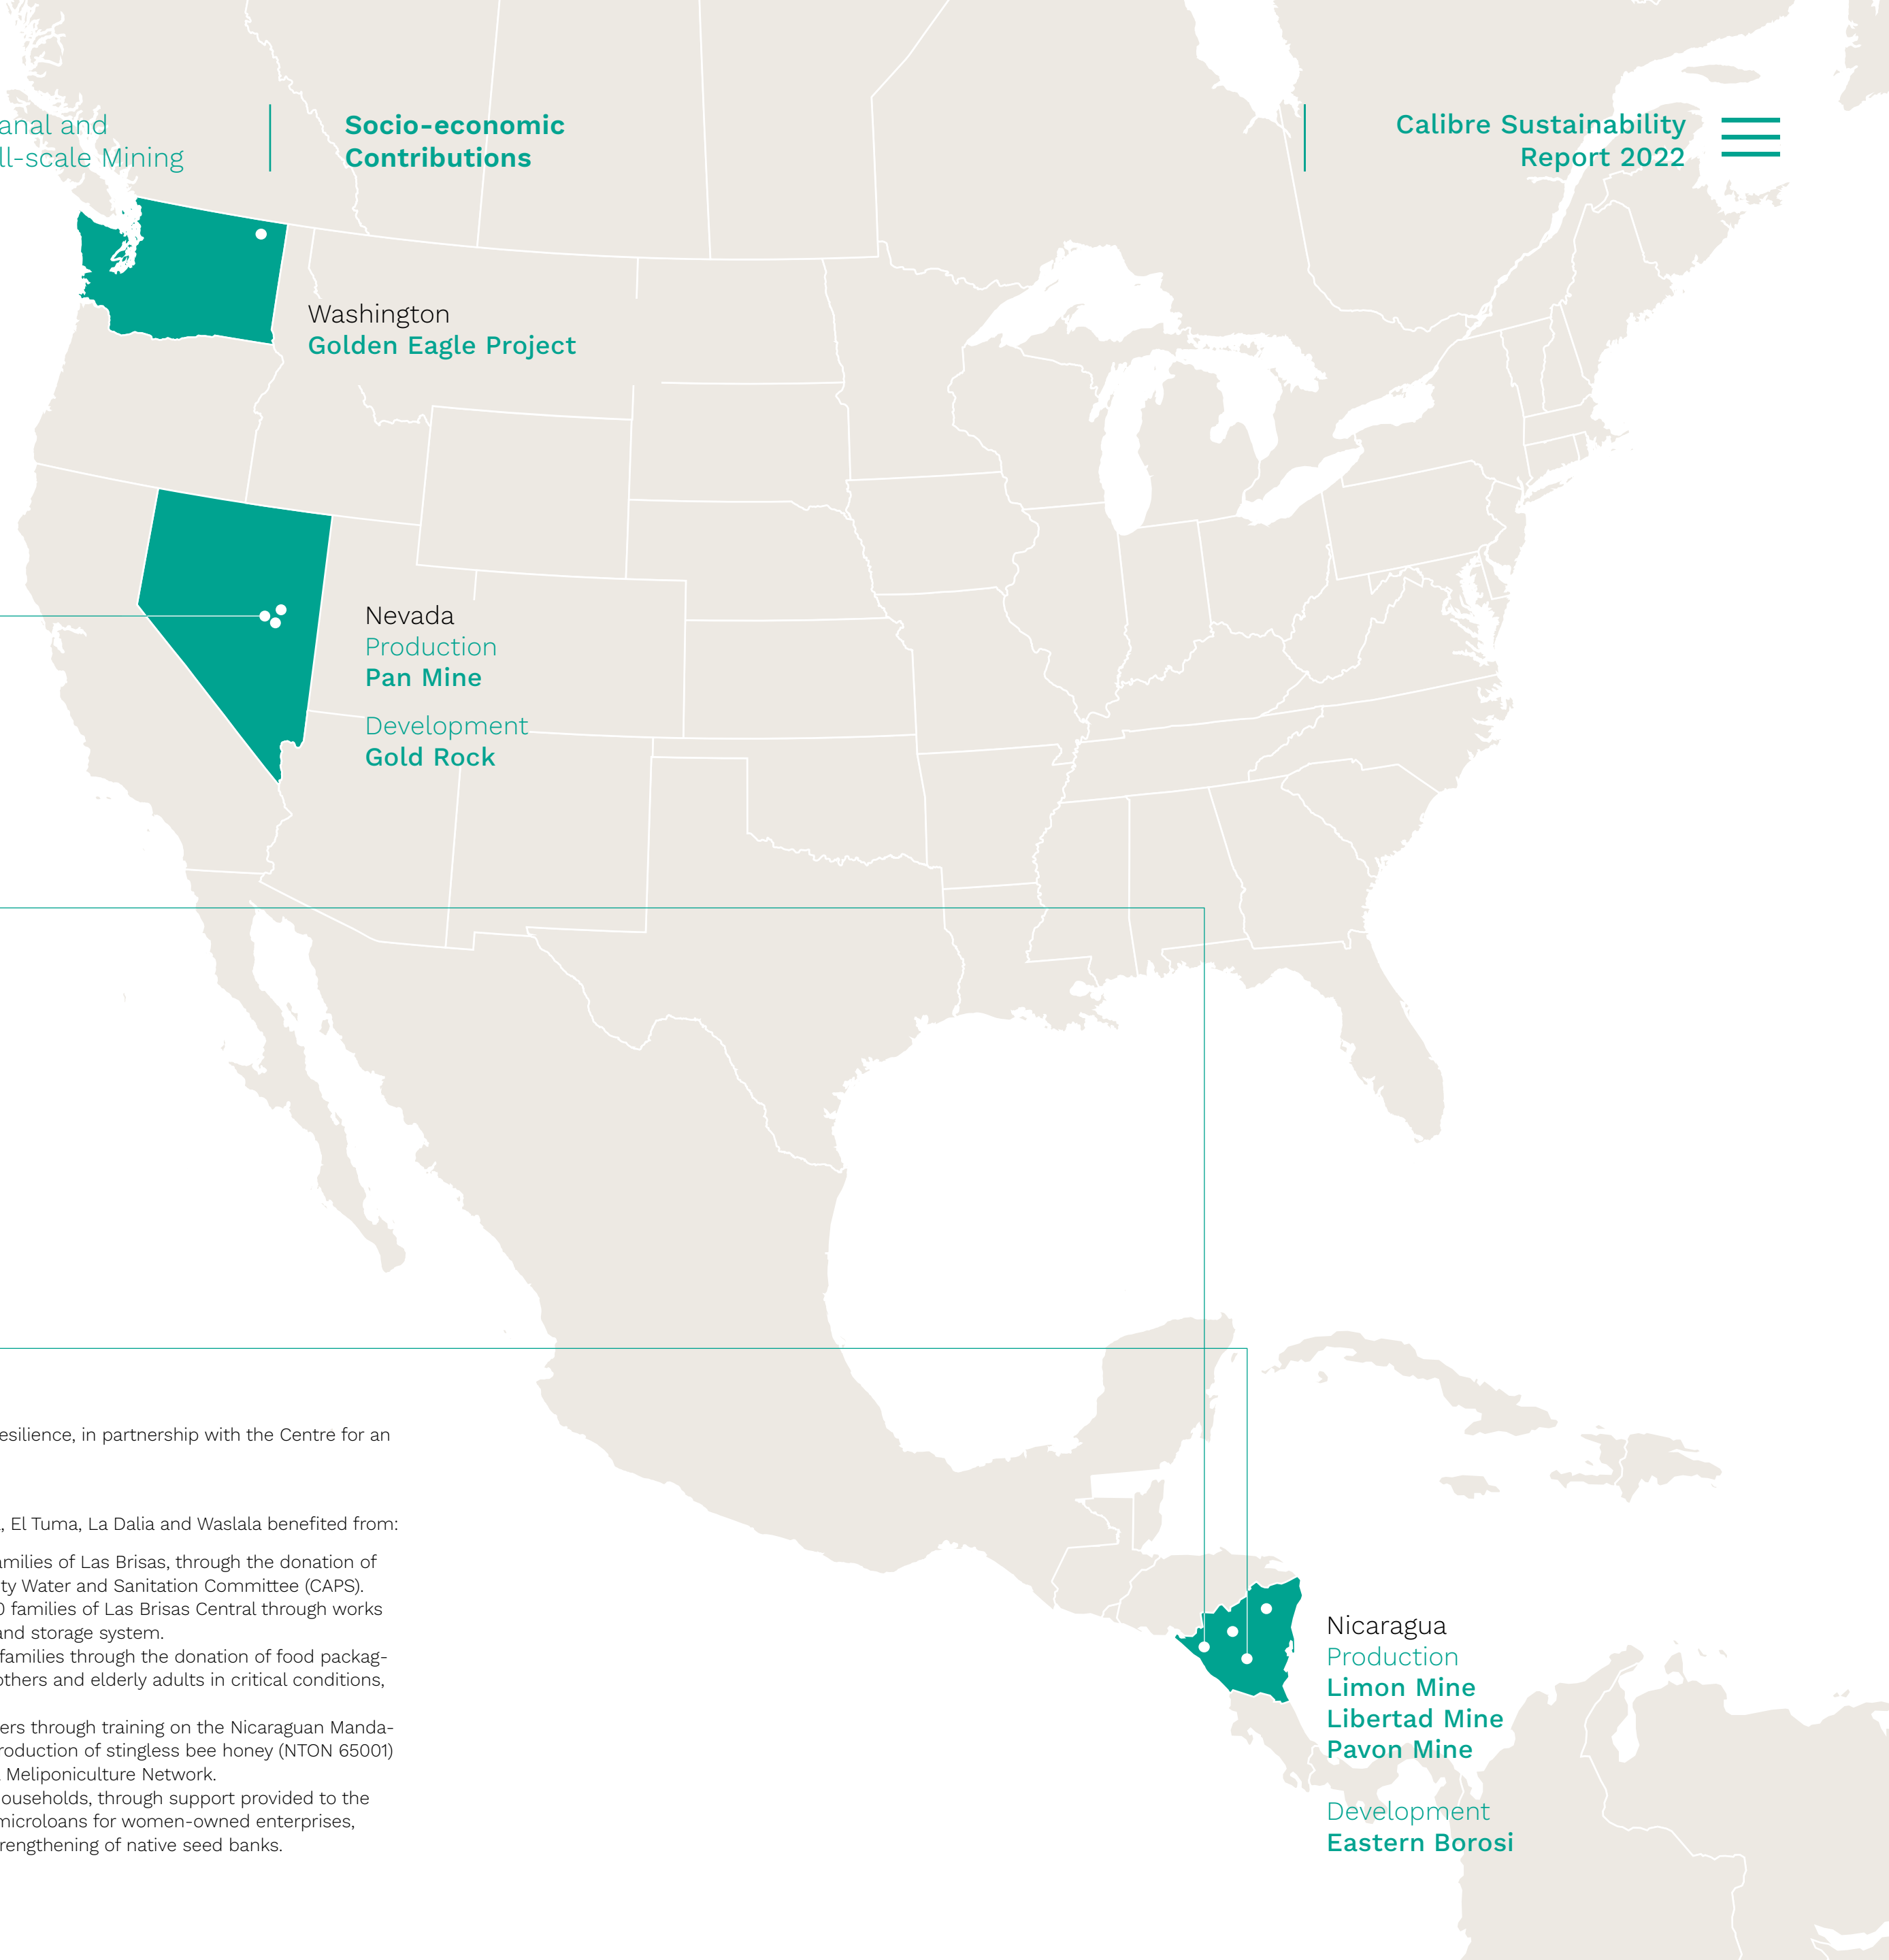 anal and
ll-scale Mining
Socio-economic
Contributions
Calibre Sustainability
Report 2022
Washington
Golden Eagle Project
Nevada
Production
Pan Mine
Development
Gold Rock
esilience, in partnership with the Centre for an
, El Tuma, La Dalia and Waslala benefited from:
amilies of Las Brisas, through the donation of
ty Water and Sanitation Committee (CAPS).
0 families of Las Brisas Central through works
and storage system.
families through the donation of food packag-
others and elderly adults in critical conditions,
ers through training on the Nicaraguan Manda-
roduction of stingless bee honey (NTON 65001)
Meliponiculture Network.
ouseholds, through support provided to the
microloans for women-owned enterprises,
rengthening of native seed banks.
Nicaragua
Production
Limon Mine
Libertad Mine
Pavon Mine
Development
Eastern Borosi